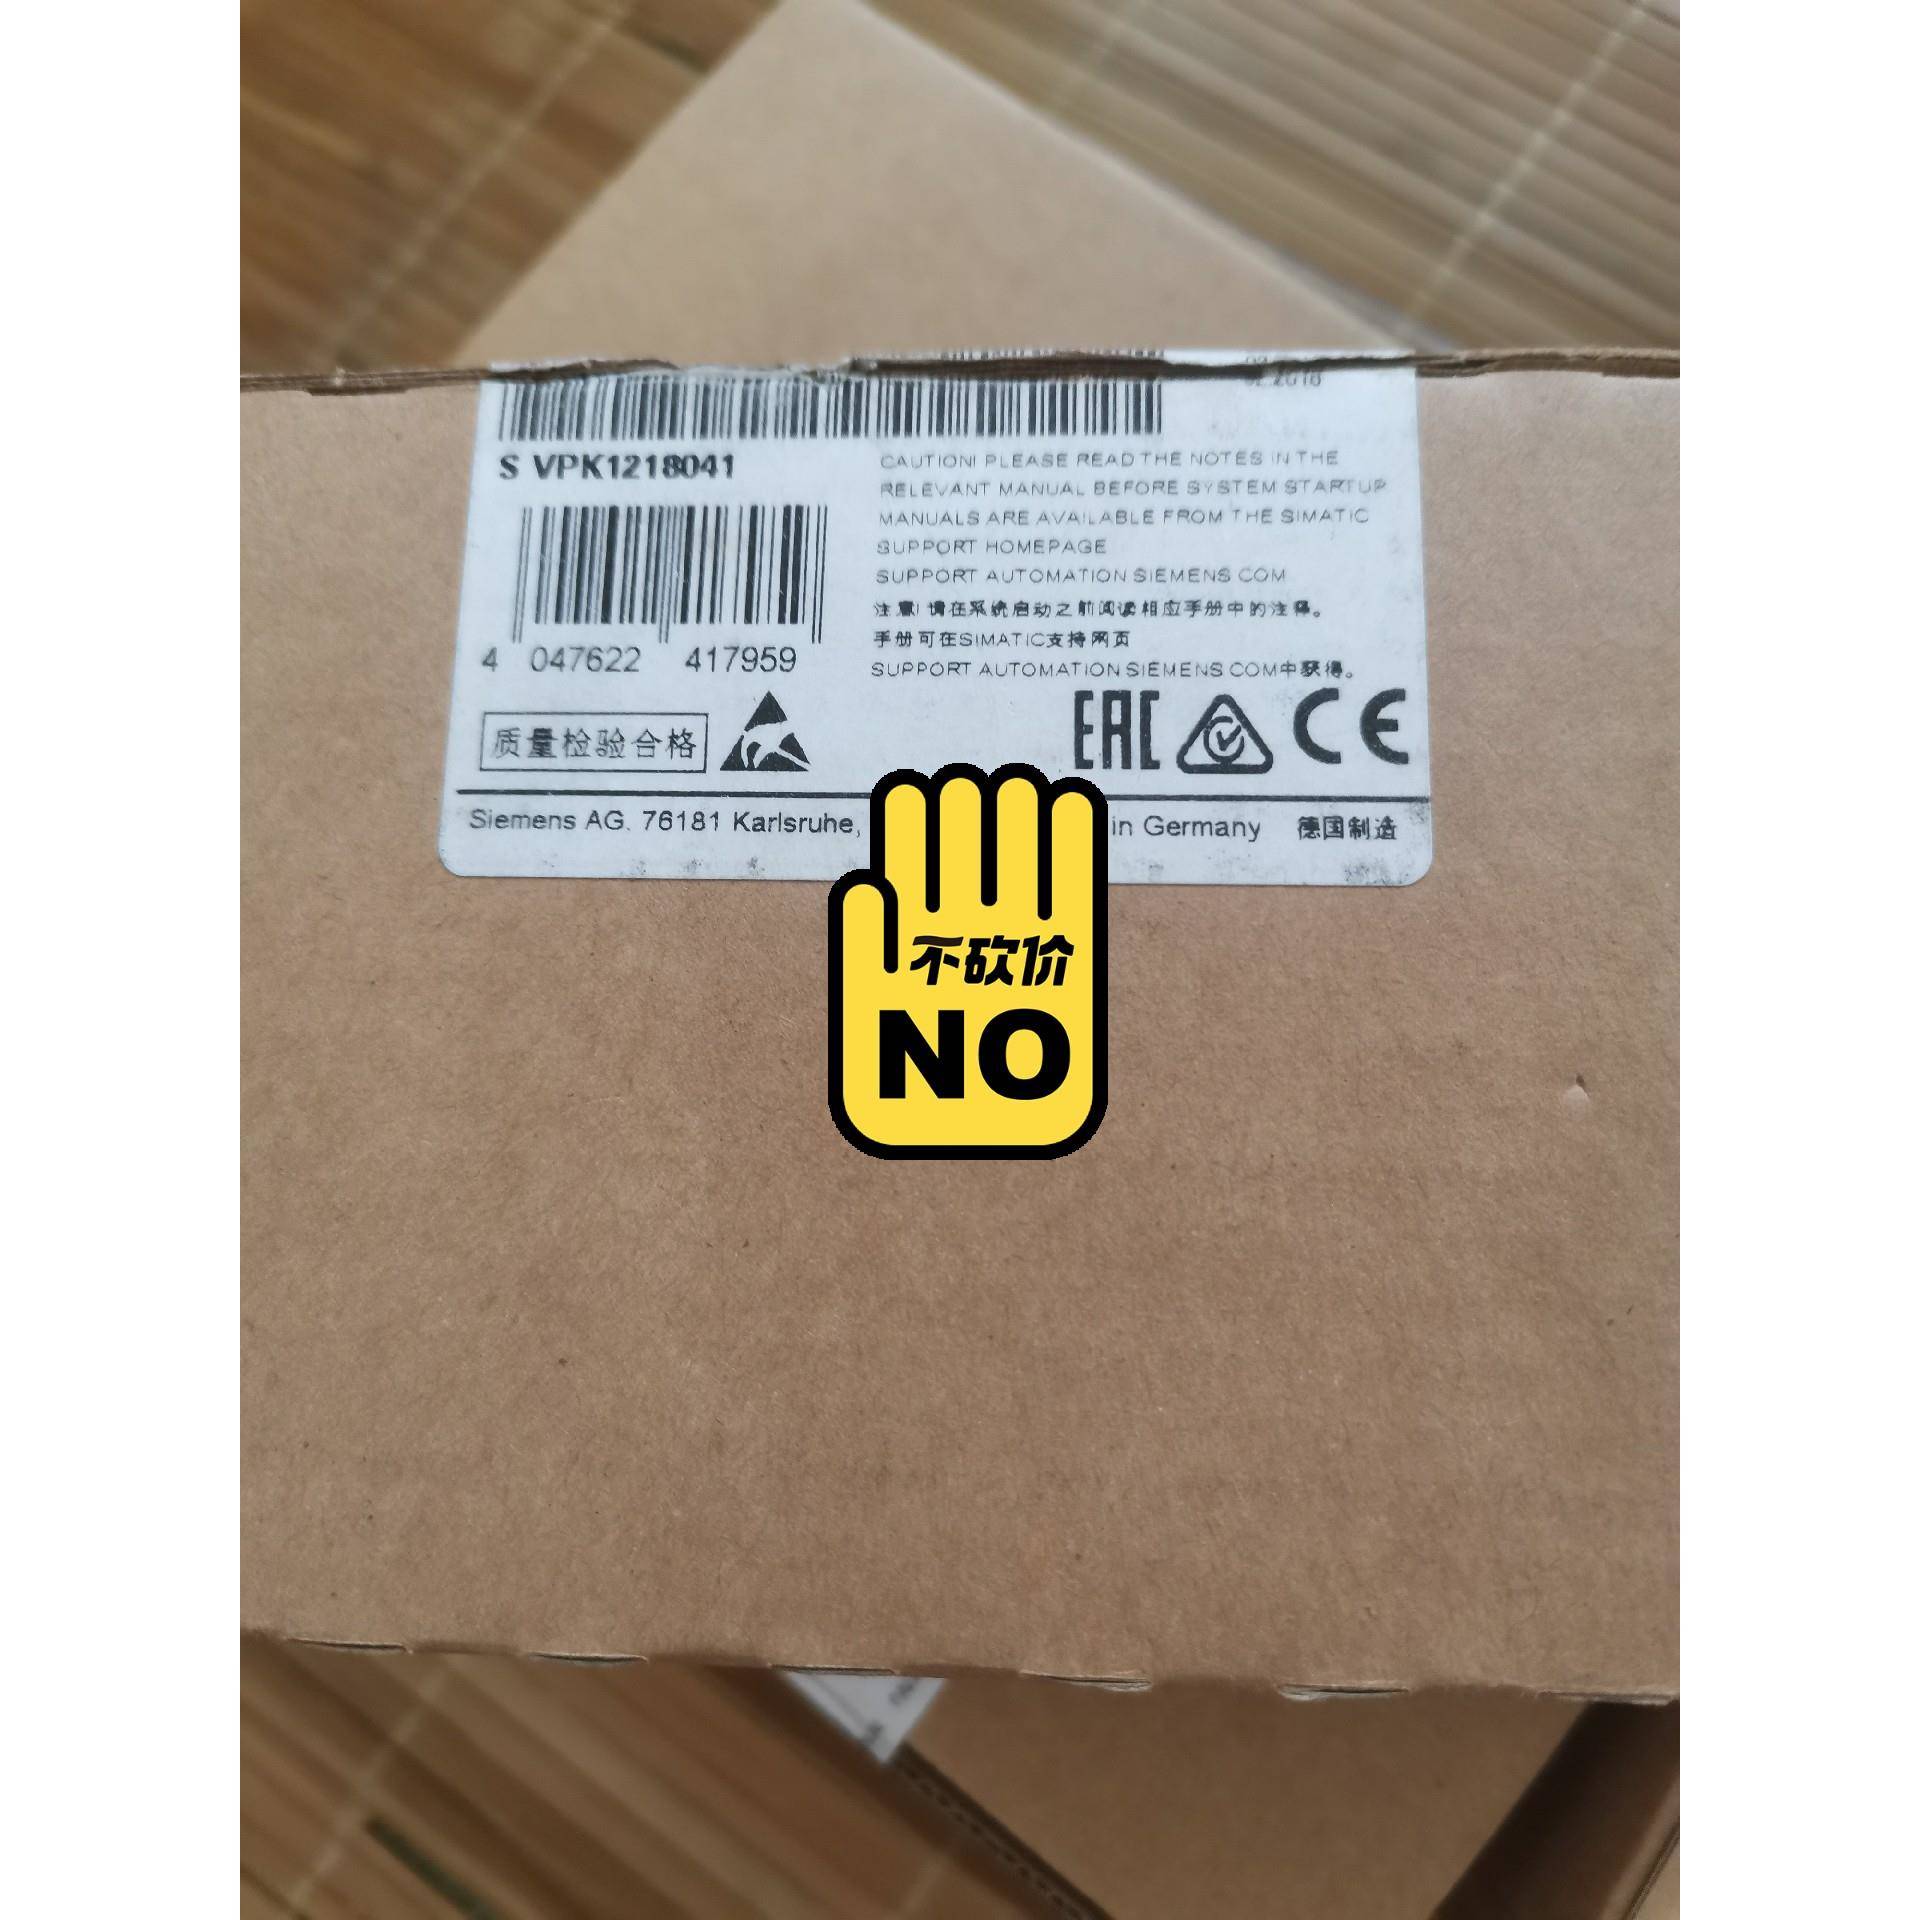 S VPK1218041
4 047622 417959
CAUTION! PLEASE READ THE NOTES IN THE
RELEVANT MANUAL BEFORE SYSTEM STARTUP
MANUALS ARE AVAILABLE FROM THE SIMATIC
SUPPORT HOMEPAGE
SUPPORT AUTOMATION SIEMENS COM
注意! 请在系统启动之前阅读相应手册中的注释。
手册可在SIMATIC支持网页
SUPPORT AUTOMATION SIEMENS COM中获得。
质量检验合格
EAC CE
Siemens AG. 76181 Karlsruhe, in Germany 德国制造
不砍价
NO